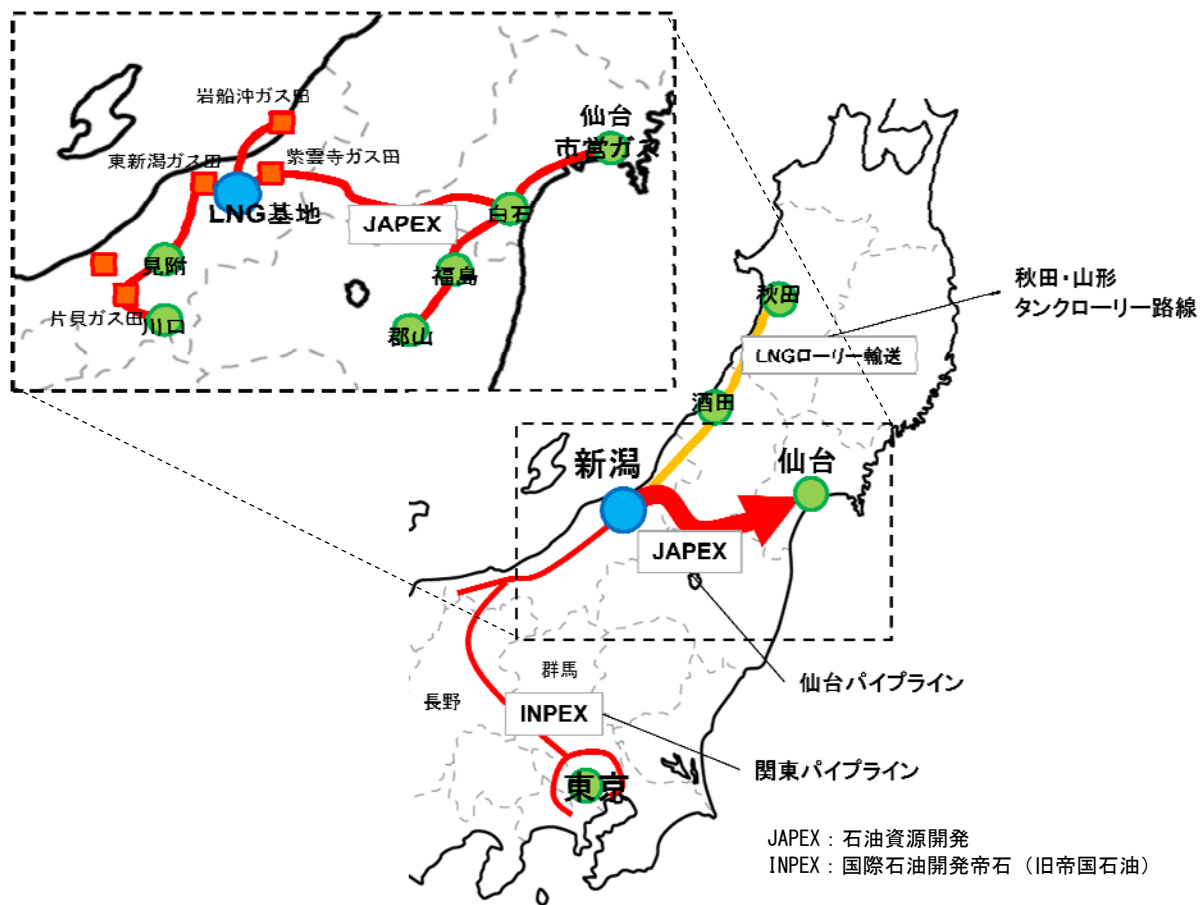 岩船沖ガス田
仙台
市営ガス
東新潟ガス田
紫雲寺ガス田
LNG基地
白石
JAPEX
見附
福島
片貝ガス田
川口
郡山
秋田・山形
タンクローリー路線
秋田
LNGローリー輸送
酒田
新潟
仙台
JAPEX
群馬
長野
仙台パイプライン
INPEX
関東パイプライン
東京
JAPEX：石油資源開発
INPEX：国際石油開発帝石（旧帝国石油）